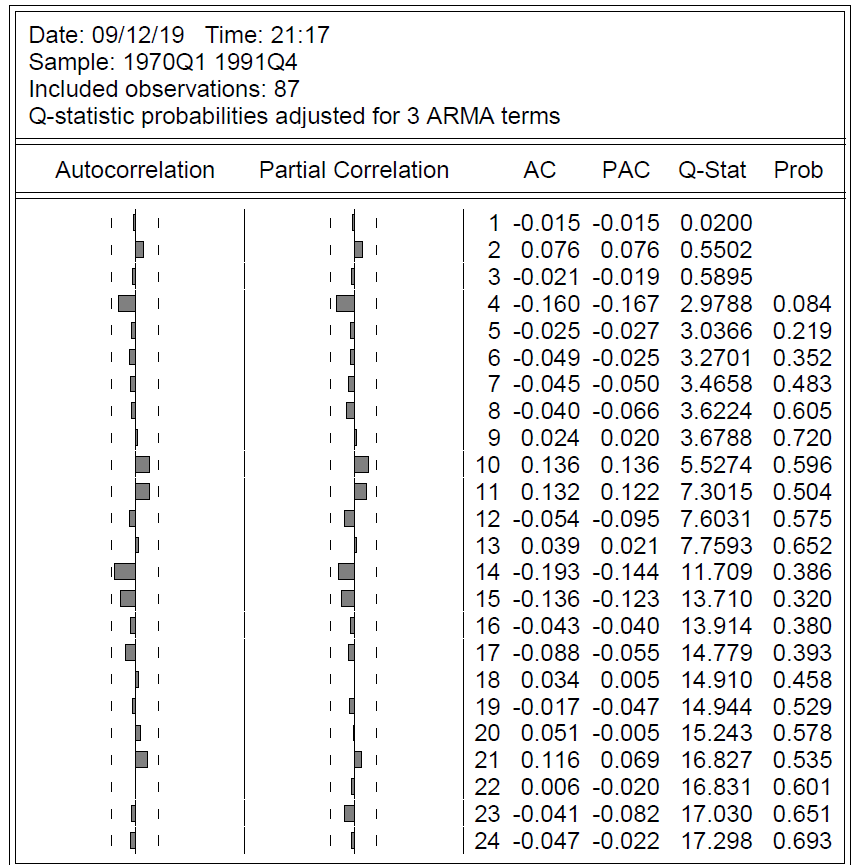 Date: 09/12/19 Time: 21:17
Sample: 1970Q1 1991Q4
Included observations: 87
Q-statistic probabilities adjusted for 3 ARMA terms
Autocorrelation Partial Correlation AC PAC Q-Stat Prob
1 -0.015 -0.015 0.0200
2 0.076 0.076 0.5502
3 -0.021 -0.019 0.5895
4 -0.160 -0.167 2.9788 0.084
5 -0.025 -0.027 3.0366 0.219
6 -0.049 -0.025 3.2701 0.352
7 -0.045 -0.050 3.4658 0.483
8 -0.040 -0.066 3.6224 0.605
9 0.024 0.020 3.6788 0.720
10 0.136 0.136 5.5274 0.596
11 0.132 0.122 7.3015 0.504
12 -0.054 -0.095 7.6031 0.575
13 0.039 0.021 7.7593 0.652
14 -0.193 -0.144 11.709 0.386
15 -0.136 -0.123 13.710 0.320
16 -0.043 -0.040 13.914 0.380
17 -0.088 -0.055 14.779 0.393
18 0.034 0.005 14.910 0.458
19 -0.017 -0.047 14.944 0.529
20 0.051 -0.005 15.243 0.578
21 0.116 0.069 16.827 0.535
22 0.006 -0.020 16.831 0.601
23 -0.041 -0.082 17.030 0.651
24 -0.047 -0.022 17.298 0.693